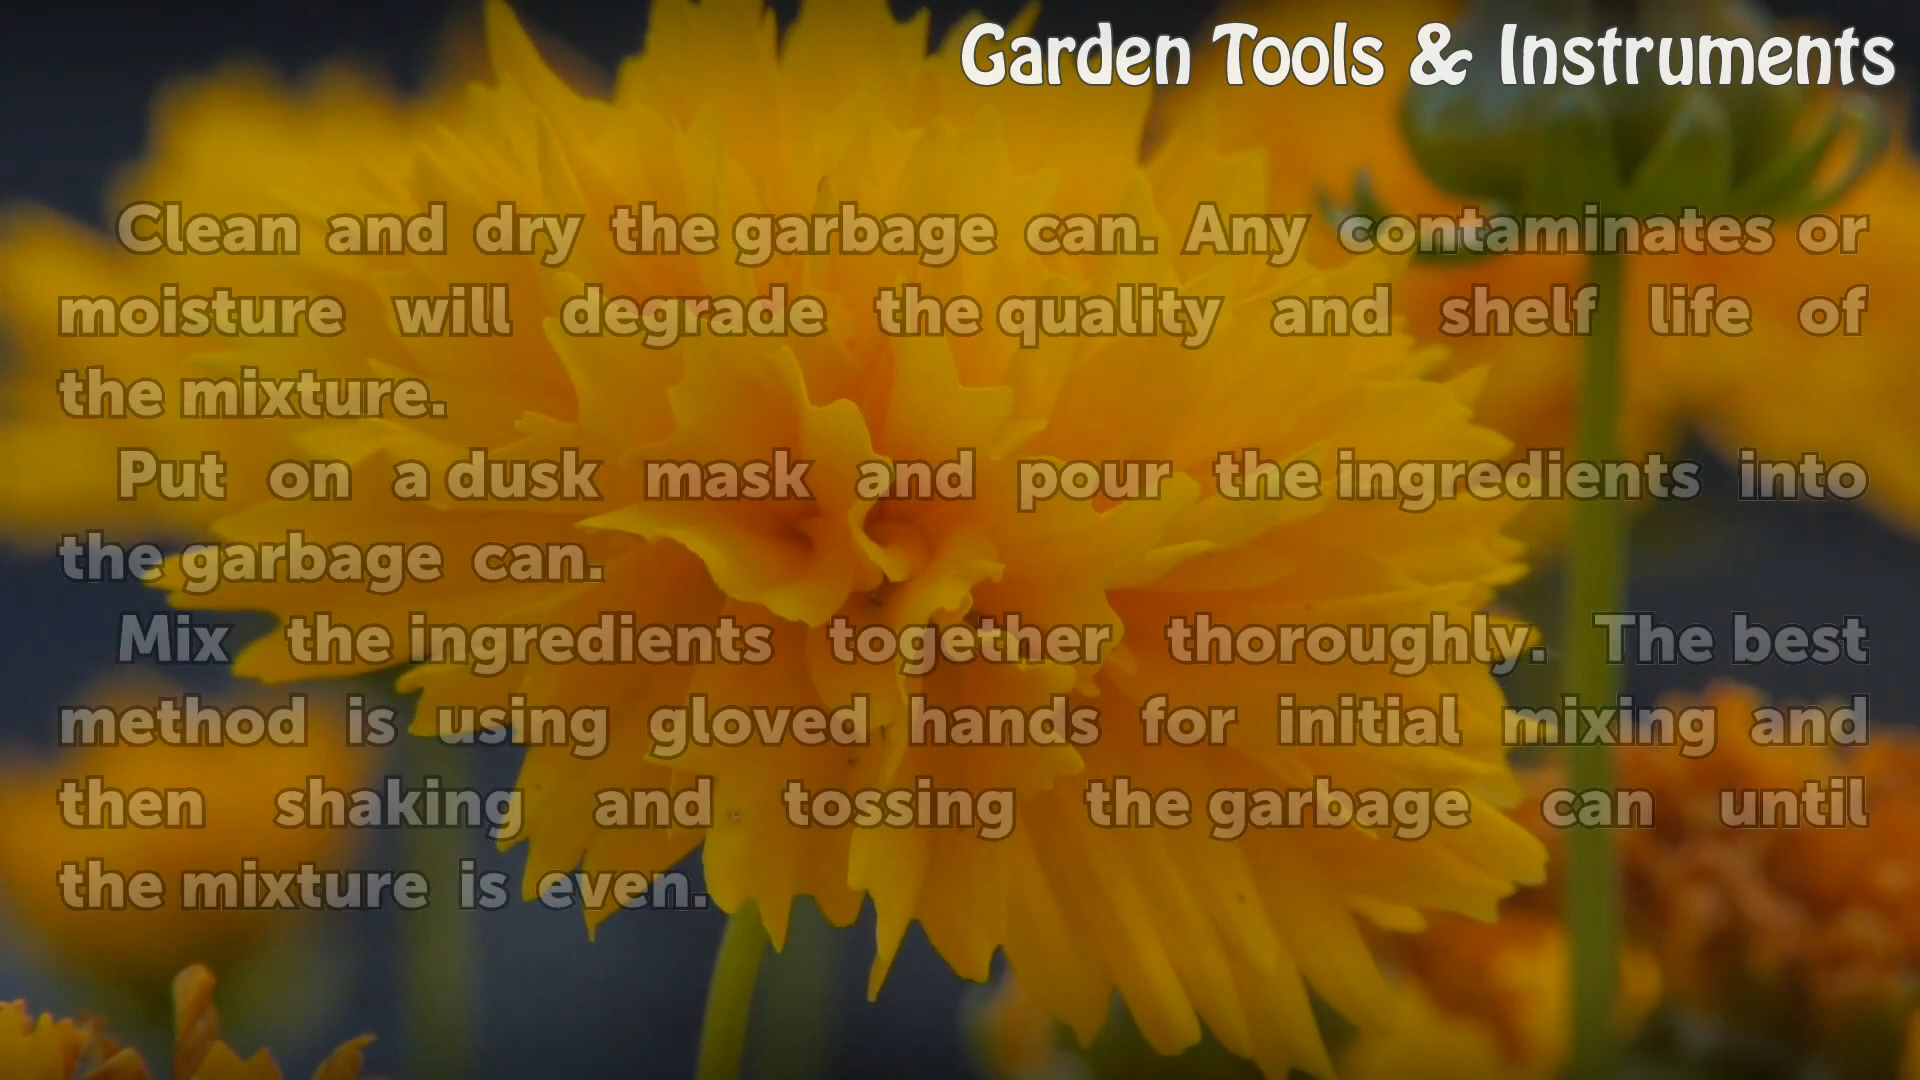 Garden Tools & Instruments
Clean and dry the garbage can. Any contaminates or
moisture will degrade the quality and shelf life of
the mixture.
Put on a dusk mask and pour the ingredients into
the garbage can.
Mix the ingredients together thoroughly. The best
method is using gloved hands for initial mixing and
then shaking and tossing the garbage can until
the mixture is even.